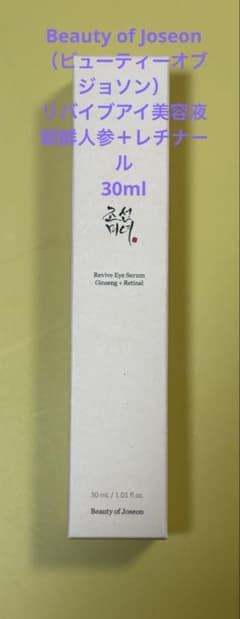 Beauty of Joseon
（ビューティーオブ
ジョソン）
リバイブアイ美容液
朝鮮人参＋レチナー
ル
30ml
조선
미녀
Revive Eye Serum
Ginseng + Retinal
30 mL / 1.01 fl.oz.
Beauty of Joseon